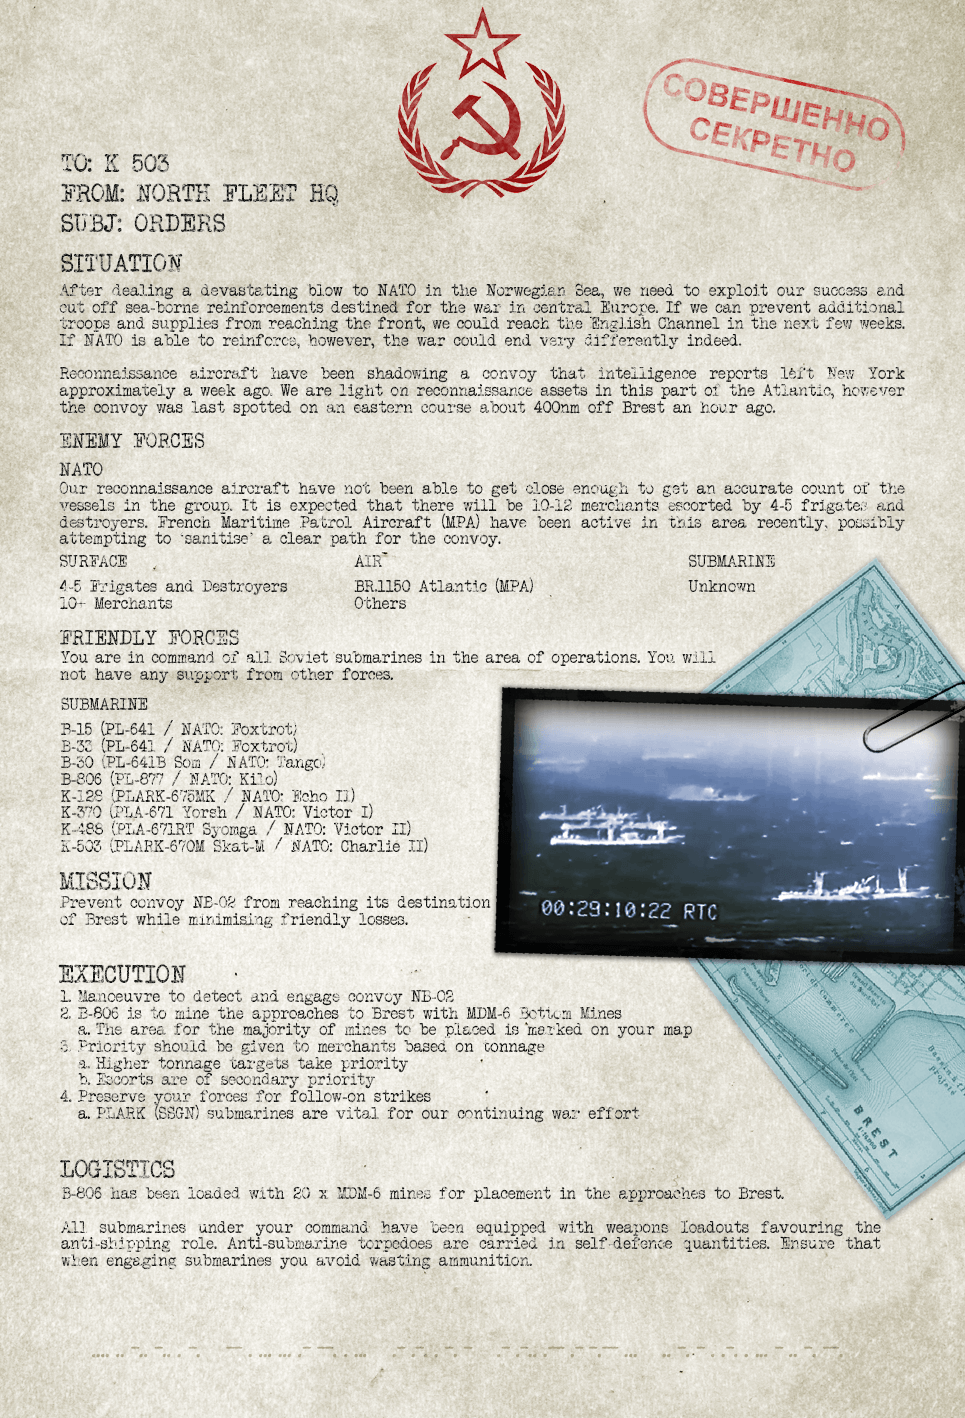 СОВЕРШЕННО
СЕКРЕТНО
TO: K 503
FROM: NORTH FLEET HQ
SUBJ: ORDERS
SITUATION
After dealing a devastating blow to NATO in the Norwegian Sea, we need to exploit our success and
cut off sea-borne reinforcements destined for the war in central Europe. If we can prevent additional
troops and supplies from reaching the front, we could reach the English Channel in the next few weeks.
If NATO is able to reinforce, however, the war could end very differently indeed.
Reconnaissance aircraft have been shadowing a convoy that intelligence reports left New York
approximately a week ago. We are light on reconnaissance assets in this part of the Atlantic, however
the convoy was last spotted on an eastern course about 400nm off Brest an hour ago.
ENEMY FORCES
NATO
Our reconnaissance aircraft have not been able to get close enough to get an accurate count of the
vessels in the group. It is expected that there will be 10-12 merchants escorted by 4-5 frigates and
destroyers. French Maritime Patrol Aircraft (MPA) have been active in this area recently, possibly
attempting to 'sanitise' a clear path for the convoy.
SURFACE AIR SUBMARINE
4-5 Frigates and Destroyers BR.1150 Atlantic (MPA) Unknown
10+ Merchants Others
FRIENDLY FORCES
You are in command of all Soviet submarines in the area of operations. You will
not have any support from other forces.
SUBMARINE
B-15 (PL-641 / NATO: Foxtrot)
B-33 (PL-641 / NATO: Foxtrot)
B-30 (PL-641B Som / NATO: Tango)
B-806 (PL-877 / NATO: Kilo)
K-128 (PLARK-675MK / NATO: Echo II)
K-370 (PLA-671 Yorsh / NATO: Victor I)
K-488 (PLA-671RT Syomga / NATO: Victor II)
K-503 (PLARK-670M Skat-M / NATO: Charlie II)
00:29:10:22 RTC
MISSION
Prevent convoy NB-02 from reaching its destination
of Brest while minimising friendly losses.
EXECUTION
1. Manoeuvre to detect and engage convoy NB-02
2. B-806 is to mine the approaches to Brest with MDM-6 Bottom Mines
a. The area for the majority of mines to be placed is marked on your map
3. Priority should be given to merchants based on tonnage
a. Higher tonnage targets take priority
b. Escorts are of secondary priority
4. Preserve your forces for follow-on strikes
a. PLARK (SSGN) submarines are vital for our continuing war effort
BREST
LOGISTICS
B-806 has been loaded with 20 x MDM-6 mines for placement in the approaches to Brest.
All submarines under your command have been equipped with weapons loadouts favouring the
anti-shipping role. Anti-submarine torpedoes are carried in self-defence quantities. Ensure that
when engaging submarines you avoid wasting ammunition.